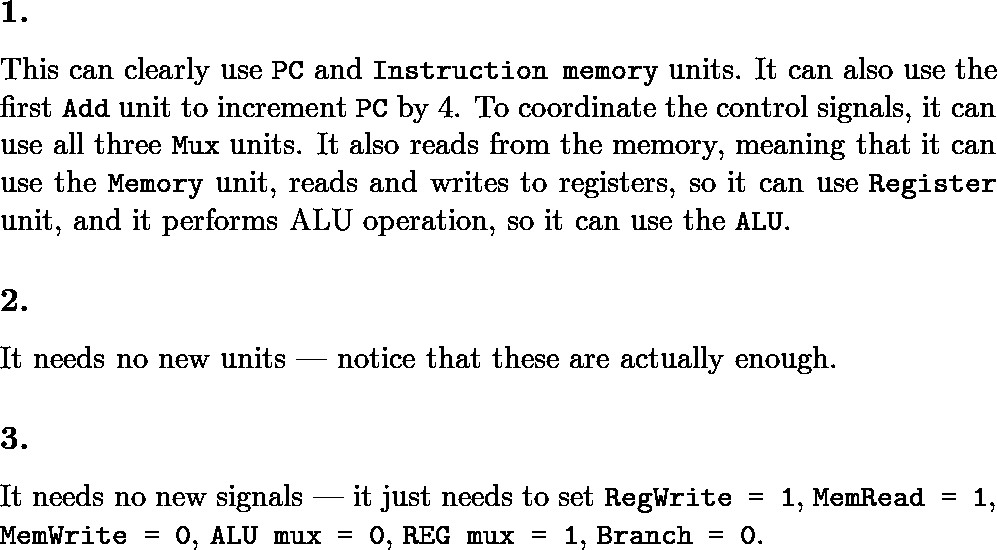 1.
This can clearly use PC and Instruction memory units. It can also use the
first Add unit to increment PC by 4. To coordinate the control signals, it can
use all three Mux units. It also reads from the memory, meaning that it can
use the Memory unit, reads and writes to registers, so it can use Register
unit, and it performs ALU operation, so it can use the ALU.
2.
It needs no new units — notice that these are actually enough.
3.
It needs no new signals — it just needs to set RegWrite = 1, MemRead = 1,
MemWrite = 0, ALU mux = 0, REG mux = 1, Branch = 0.